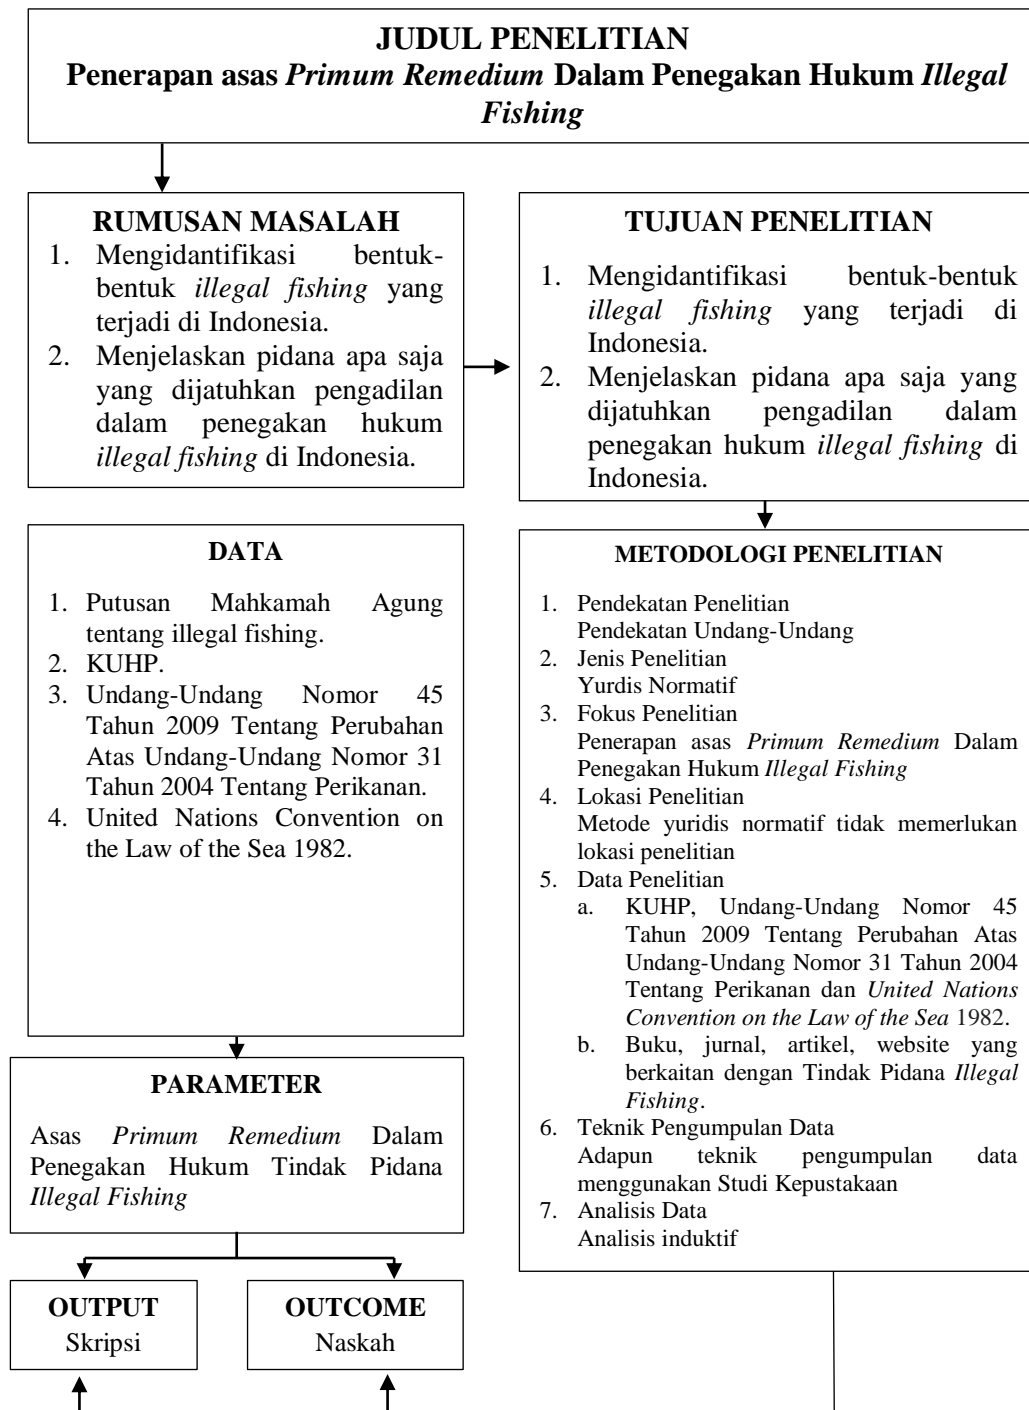 JUDUL PENELITIAN
Penerapan asas Primum Remedium Dalam Penegakan Hukum Illegal
Fishing
RUMUSAN MASALAH
1. Mengidantifikasi bentuk-
bentuk illegal fishing yang
terjadi di Indonesia.
2. Menjelaskan pidana apa saja
yang dijatuhkan pengadilan
dalam penegakan hukum
illegal fishing di Indonesia.
TUJUAN PENELITIAN
1. Mengidantifikasi bentuk-bentuk
illegal fishing yang terjadi di
Indonesia.
2. Menjelaskan pidana apa saja yang
dijatuhkan pengadilan dalam
penegakan hukum illegal fishing di
Indonesia.
DATA
1. Putusan Mahkamah Agung
tentang illegal fishing.
2. KUHP.
3. Undang-Undang Nomor 45
Tahun 2009 Tentang Perubahan
Atas Undang-Undang Nomor 31
Tahun 2004 Tentang Perikanan.
4. United Nations Convention on
the Law of the Sea 1982.
METODOLOGI PENELITIAN
1. Pendekatan Penelitian
Pendekatan Undang-Undang
2. Jenis Penelitian
Yurdis Normatif
3. Fokus Penelitian
Penerapan asas Primum Remedium Dalam
Penegakan Hukum Illegal Fishing
4. Lokasi Penelitian
Metode yuridis normatif tidak memerlukan
lokasi penelitian
5. Data Penelitian
a. KUHP, Undang-Undang Nomor 45
Tahun 2009 Tentang Perubahan Atas
Undang-Undang Nomor 31 Tahun 2004
Tentang Perikanan dan United Nations
Convention on the Law of the Sea 1982.
b. Buku, jurnal, artikel, website yang
berkaitan dengan Tindak Pidana Illegal
Fishing.
6. Teknik Pengumpulan Data
Adapun teknik pengumpulan data
menggunakan Studi Kepustakaan
7. Analisis Data
Analisis induktif
PARAMETER
Asas Primum Remedium Dalam
Penegakan Hukum Tindak Pidana
Illegal Fishing
OUTPUT
Skripsi
OUTCOME
Naskah